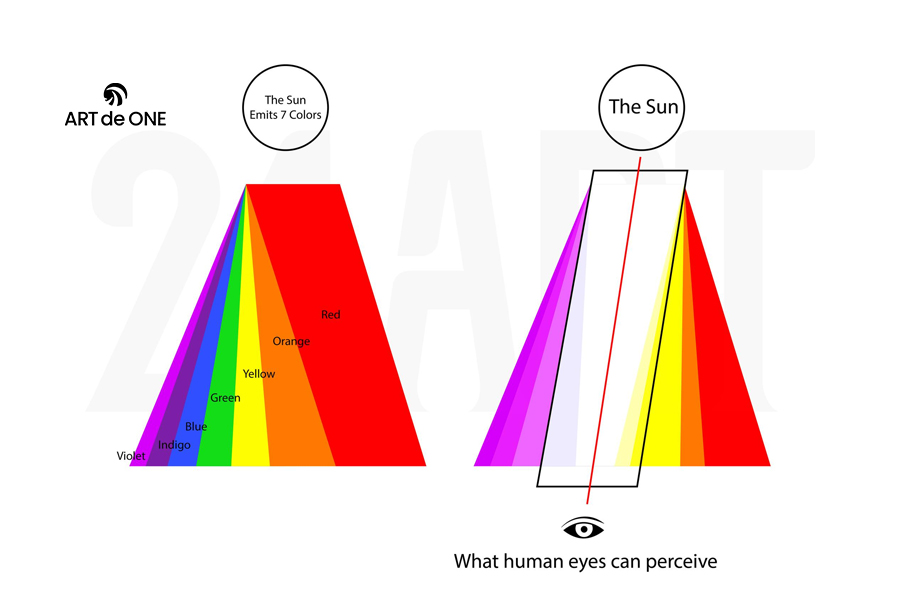 ART de ONE
The Sun
Emits 7 Colors
The Sun
24ART
Red
Orange
Yellow
Green
Blue
Indigo
Violet
What human eyes can perceive